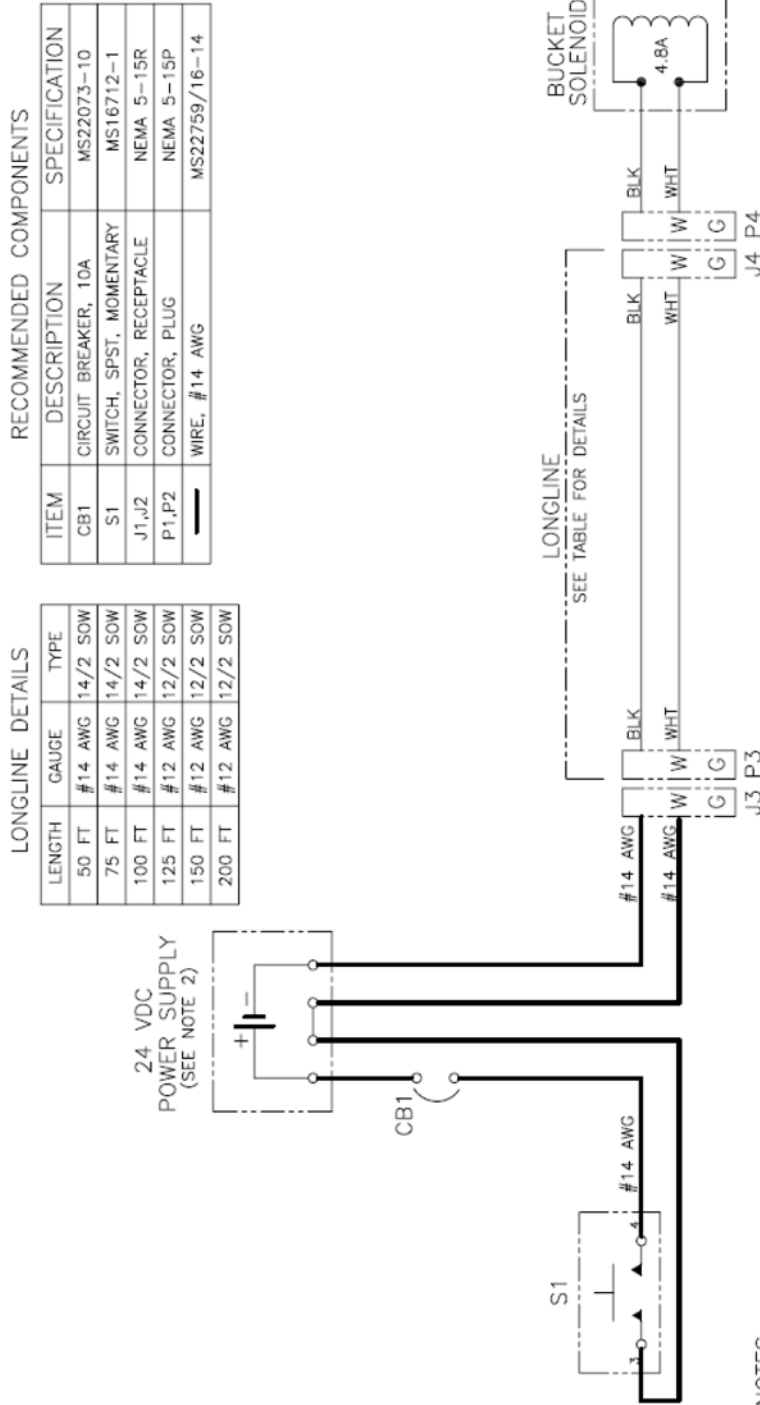 LONGLINE DETAILS
LENGTH GAUGE TYPE
50 FT #14 AWG 14/2 SOW
75 FT #14 AWG 14/2 SOW
100 FT #14 AWG 14/2 SOW
125 FT #12 AWG 12/2 SOW
150 FT #12 AWG 12/2 SOW
200 FT #12 AWG 12/2 SOW
RECOMMENDED COMPONENTS
ITEM DESCRIPTION SPECIFICATION
CB1 CIRCUIT BREAKER, 10A MS22073-10
S1 SWITCH, SPST, MOMENTARY MS16712-1
J1,J2 CONNECTOR, RECEPTACLE NEMA 5-15R
P1,P2 CONNECTOR, PLUG NEMA 5-15P
WIRE, #14 AWG MS22759/16-14
24 VDC
POWER SUPPLY
(SEE NOTE 2)
+ -
CB1
S1
3 4
#14 AWG
#14 AWG
#14 AWG
J3 P3
W W
G G
BLK
WHT
LONGLINE
SEE TABLE FOR DETAILS
BLK
WHT
J4 P4
W W
G G
BLK
WHT
BUCKET
SOLENOID
4.8A
NOTES